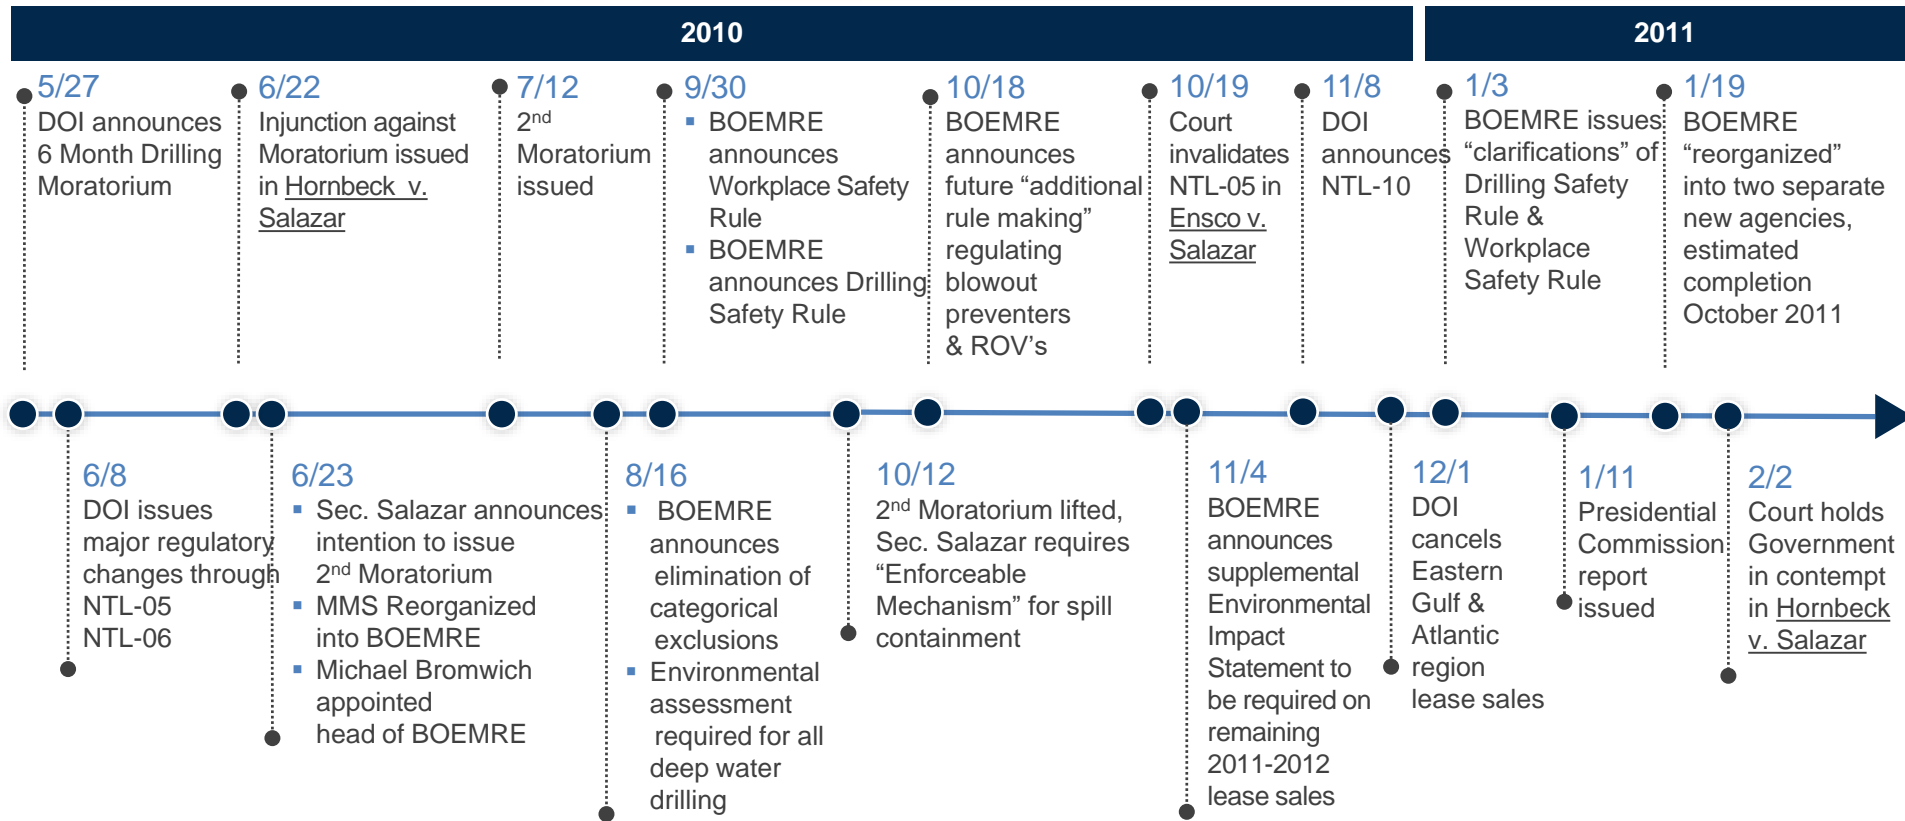 2010
2011
5/27
DOI announces
6 Month Drilling
Moratorium
6/22
Injunction against
Moratorium issued
in Hornbeck v.
Salazar
7/12
2nd
Moratorium
issued
9/30
▪ BOEMRE
announces
Workplace Safety
Rule
▪ BOEMRE
announces Drilling
Safety Rule
10/18
BOEMRE
announces
future “additional
rule making”
regulating
blowout
preventers
& ROV’s
10/19
Court
invalidates
NTL-05 in
Ensco v.
Salazar
11/8
DOI
announces
NTL-10
1/3
BOEMRE issues
“clarifications” of
Drilling Safety
Rule &
Workplace
Safety Rule
1/19
BOEMRE
“reorganized”
into two separate
new agencies,
estimated
completion
October 2011
6/8
DOI issues
major regulatory
changes through
NTL-05
NTL-06
6/23
▪ Sec. Salazar announces
intention to issue
2nd Moratorium
▪ MMS Reorganized
into BOEMRE
▪ Michael Bromwich
appointed
head of BOEMRE
8/16
▪ BOEMRE
announces
elimination of
categorical
exclusions
▪ Environmental
assessment
required for all
deep water
drilling
10/12
2nd Moratorium lifted,
Sec. Salazar requires
“Enforceable
Mechanism” for spill
containment
11/4
BOEMRE
announces
supplemental
Environmental
Impact
Statement to
be required on
remaining
2011-2012
lease sales
12/1
DOI
cancels
Eastern
Gulf &
Atlantic
region
lease sales
1/11
Presidential
Commission
report
issued
2/2
Court holds
Government
in contempt
in Hornbeck
v. Salazar